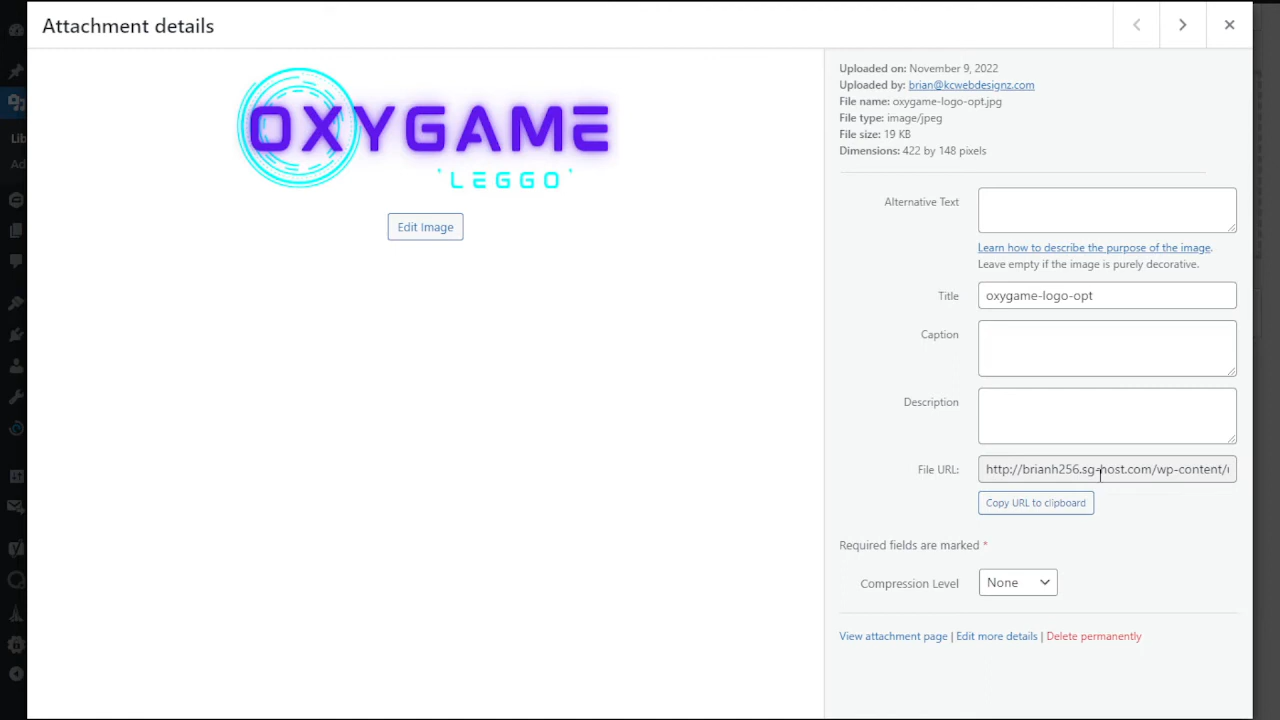 Attachment details
OXYGAME
'LEGGO'
Edit Image
Uploaded on: November 9, 2022
Uploaded by: brian@kcwebdesignz.com
File name: oxygame-logo-opt.jpg
File type: image/jpeg
File size: 19 KB
Dimensions: 422 by 148 pixels
Alternative Text
Learn how to describe the purpose of the image.
Leave empty if the image is purely decorative.
Title oxygame-logo-opt
Caption
Description
File URL: http://brianh256.sg-host.com/wp-content/
Copy URL to clipboard
Required fields are marked *
Compression Level None
View attachment page | Edit more details | Delete permanently
Lib
Ad